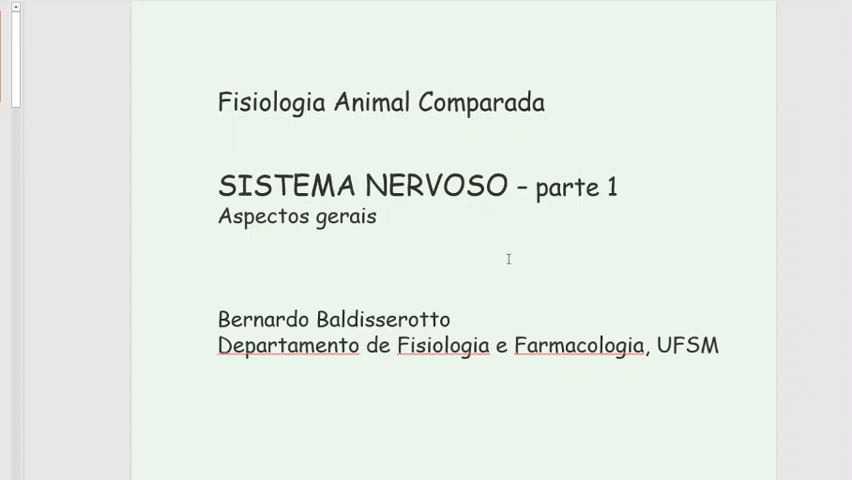 Fisiologia Animal Comparada
SISTEMA NERVOSO – parte 1
Aspectos gerais
Bernardo Baldisserotto
Departamento de Fisiologia e Farmacologia, UFSM